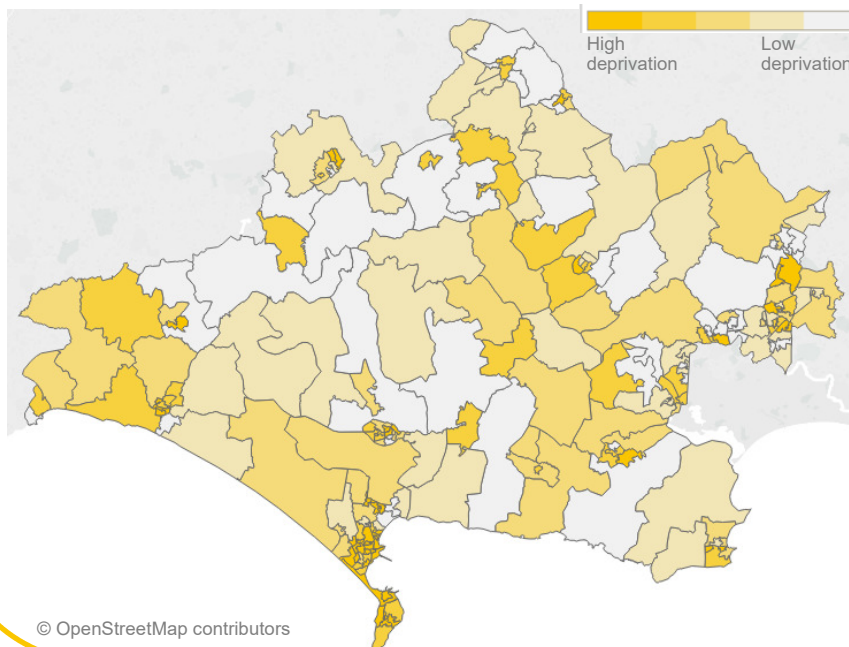 High
deprivation
Low
deprivation
© OpenStreetMap contributors